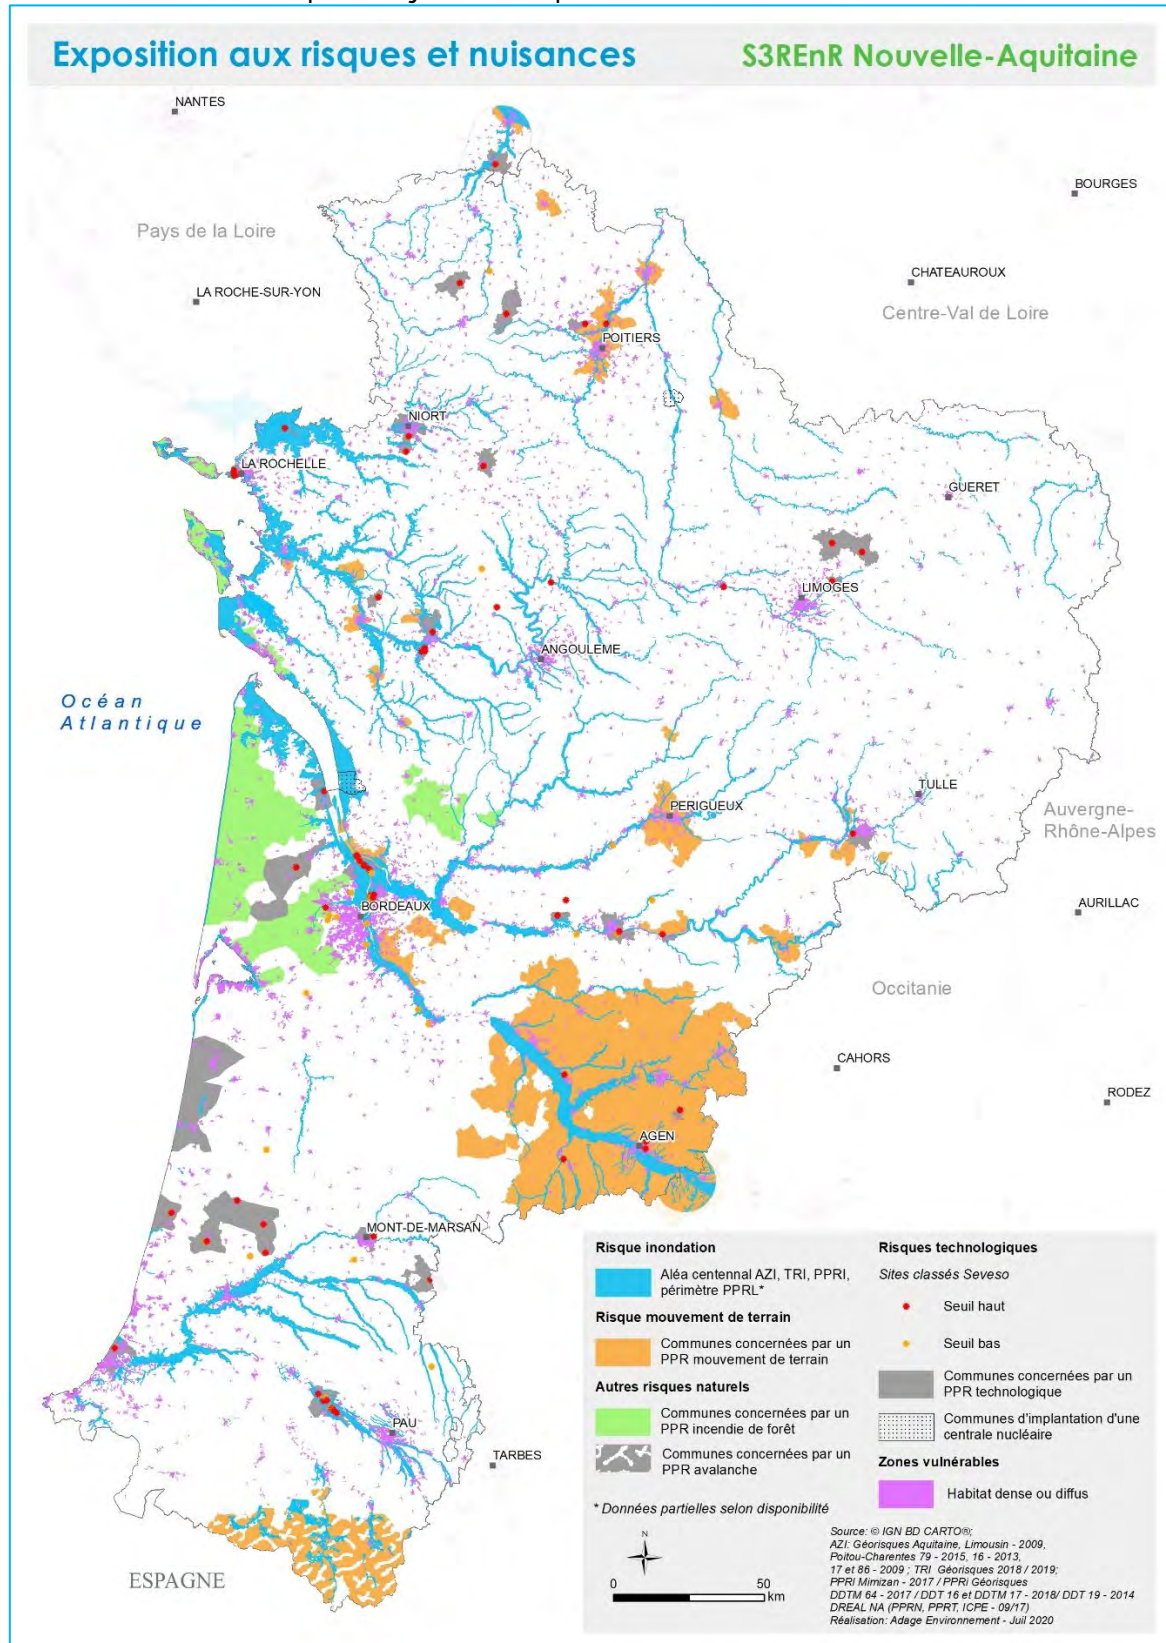 Exposition aux risques et nuisances S3REnR Nouvelle-Aquitaine
NANTES
BOURGES
Pays de la Loire
CHATEAUROUX
LA ROCHE-SUR-YON
Centre-Val de Loire
POITIERS
NIORT
LA ROCHELLE
GUERET
LIMOGES
ANGOULEME
Océan
Atlantique
TULLE
PERIGUEUX
Auvergne-
Rhône-Alpes
BORDEAUX
AURILLAC
Occitanie
CAHORS
RODEZ
AGEN
MONT-DE-MARSAN
PAU
TARBES
ESPAGNE
Risque inondation
Aléa centennal AZI, TRI, PPRI,
périmètre PPRL*
Risque mouvement de terrain
Communes concernées par un
PPR mouvement de terrain
Autres risques naturels
Communes concernées par un
PPR incendie de forêt
Communes concernées par un
PPR avalanche
* Données partielles selon disponibilité
N
0 50
km
Risques technologiques
Sites classés Seveso
Seuil haut
Seuil bas
Communes concernées par un
PPR technologique
Communes d'implantation d'une
centrale nucléaire
Zones vulnérables
Habitat dense ou diffus
Source: © IGN BD CARTO®;
AZI: Géorisques Aquitaine, Limousin - 2009,
Poitou-Charentes 79 - 2015, 16 - 2013,
17 et 86 - 2009 ; TRI Géorisques 2018 / 2019;
PPRI Mimizan - 2017 / PPRi Géorisques
DDTM 64 - 2017 / DDT 16 et DDTM 17 - 2018/ DDT 19 - 2014
DREAL NA (PPRN, PPRT, ICPE - 09/17)
Réalisation: Adage Environnement - Juil 2020